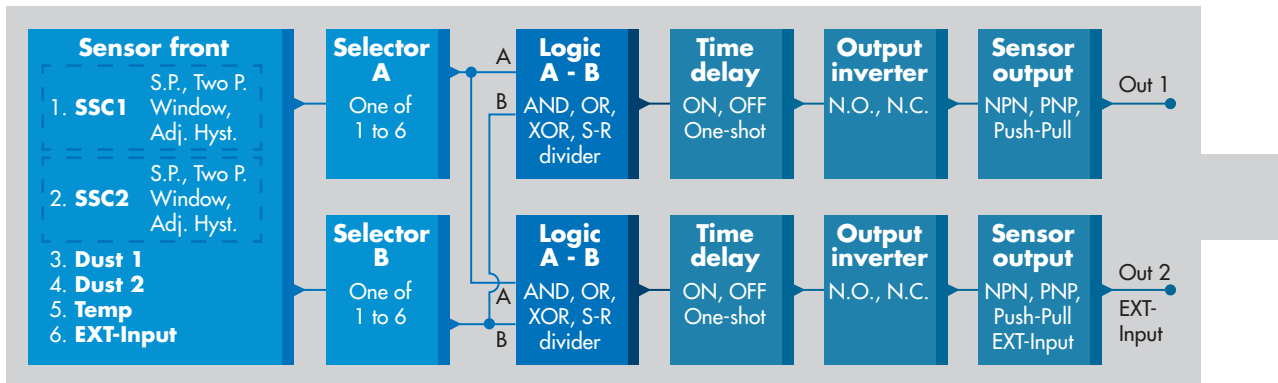 Sensor front
S.P., Two P.
1. SSC1 Window,
Adj. Hyst.
S.P., Two P.
2. SSC2 Window,
Adj. Hyst.
3. Dust 1
4. Dust 2
5. Temp
6. EXT-Input
Selector
A
One of
1 to 6
Selector
B
One of
1 to 6
A
B
Logic
A - B
AND, OR,
XOR, S-R
divider
Time
delay
ON, OFF
One-shot
Output
inverter
N.O., N.C.
Sensor
output
NPN, PNP,
Push-Pull
Out 1
A
B
Logic
A - B
AND, OR,
XOR, S-R
divider
Time
delay
ON, OFF
One-shot
Output
inverter
N.O., N.C.
Sensor
output
NPN, PNP,
Push-Pull
EXT-Input
Out 2
EXT-
Input